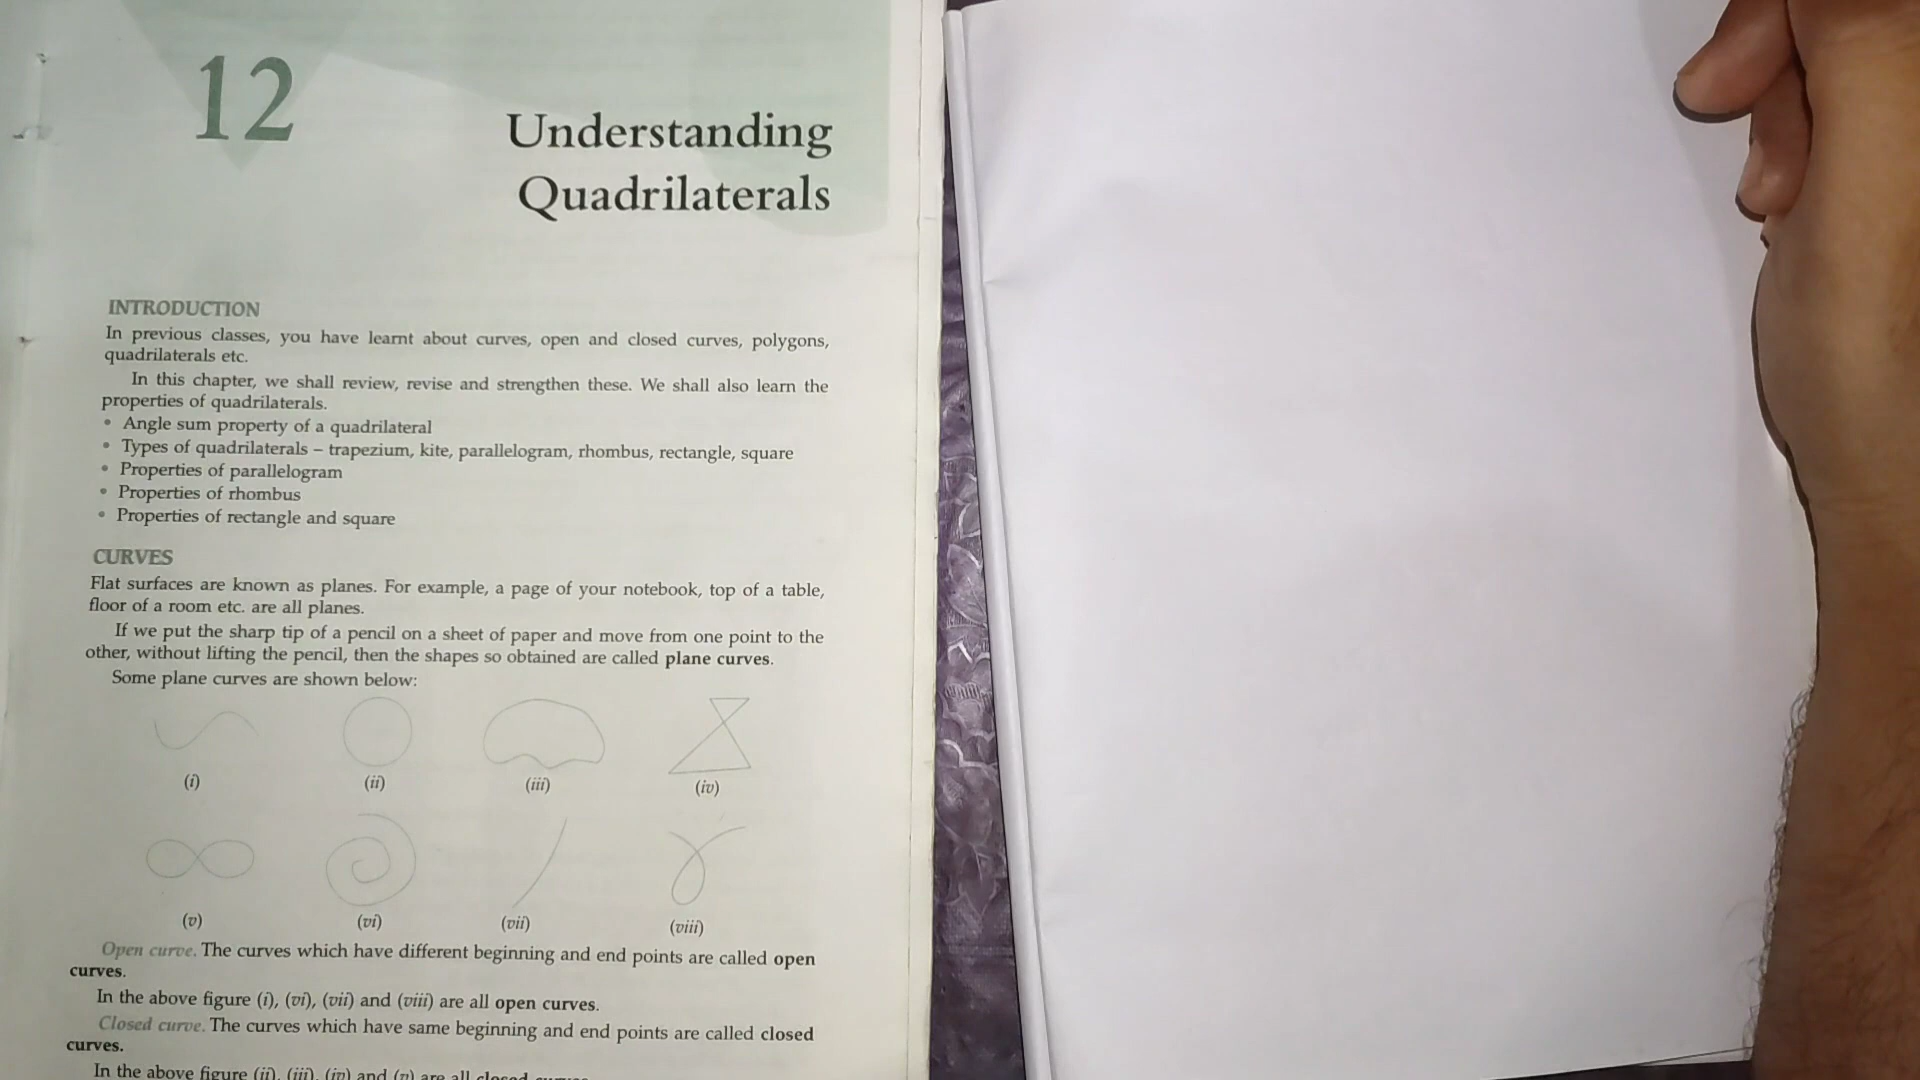 12
Understanding
Quadrilaterals
INTRODUCTION
In previous classes, you have learnt about curves, open and closed curves, polygons,
quadrilaterals etc.
In this chapter, we shall review, revise and strengthen these. We shall also learn the
properties of quadrilaterals.
• Angle sum property of a quadrilateral
• Types of quadrilaterals – trapezium, kite, parallelogram, rhombus, rectangle, square
• Properties of parallelogram
• Properties of rhombus
• Properties of rectangle and square
CURVES
Flat surfaces are known as planes. For example, a page of your notebook, top of a table,
floor of a room etc. are all planes.
If we put the sharp tip of a pencil on a sheet of paper and move from one point to the
other, without lifting the pencil, then the shapes so obtained are called plane curves.
Some plane curves are shown below:
(i) (ii) (iii) (iv)
(v) (vi) (vii) (viii)
Open curve. The curves which have different beginning and end points are called open
curves.
In the above figure (i), (vi), (vii) and (viii) are all open curves.
Closed curve. The curves which have same beginning and end points are called closed
curves.
In the above figure (ii), (iii), (iv) and (v) are all closed curves